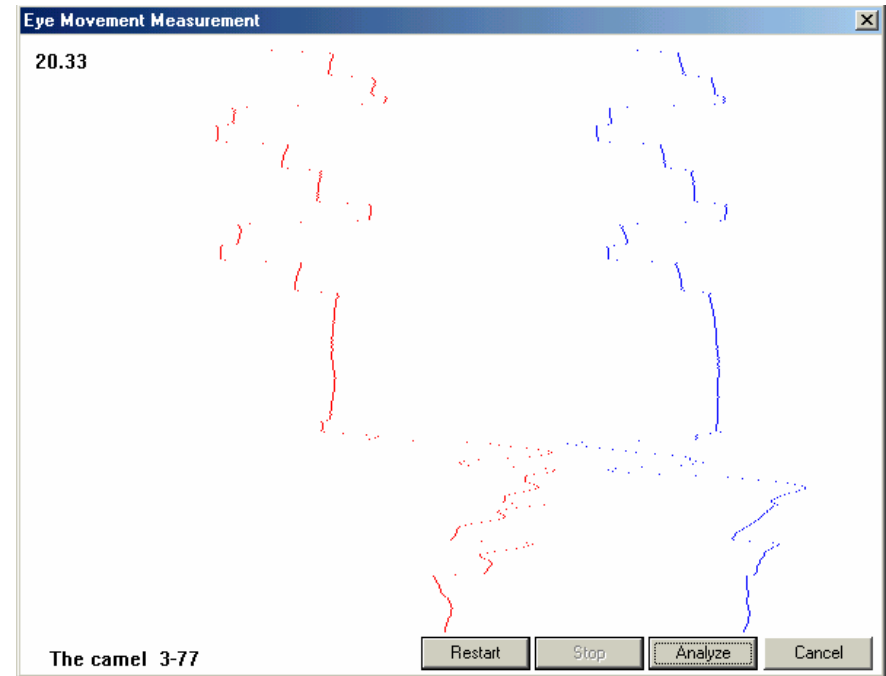 Eye Movement Measurement
20.33
The camel 3-77
Restart Stop Analyze Cancel